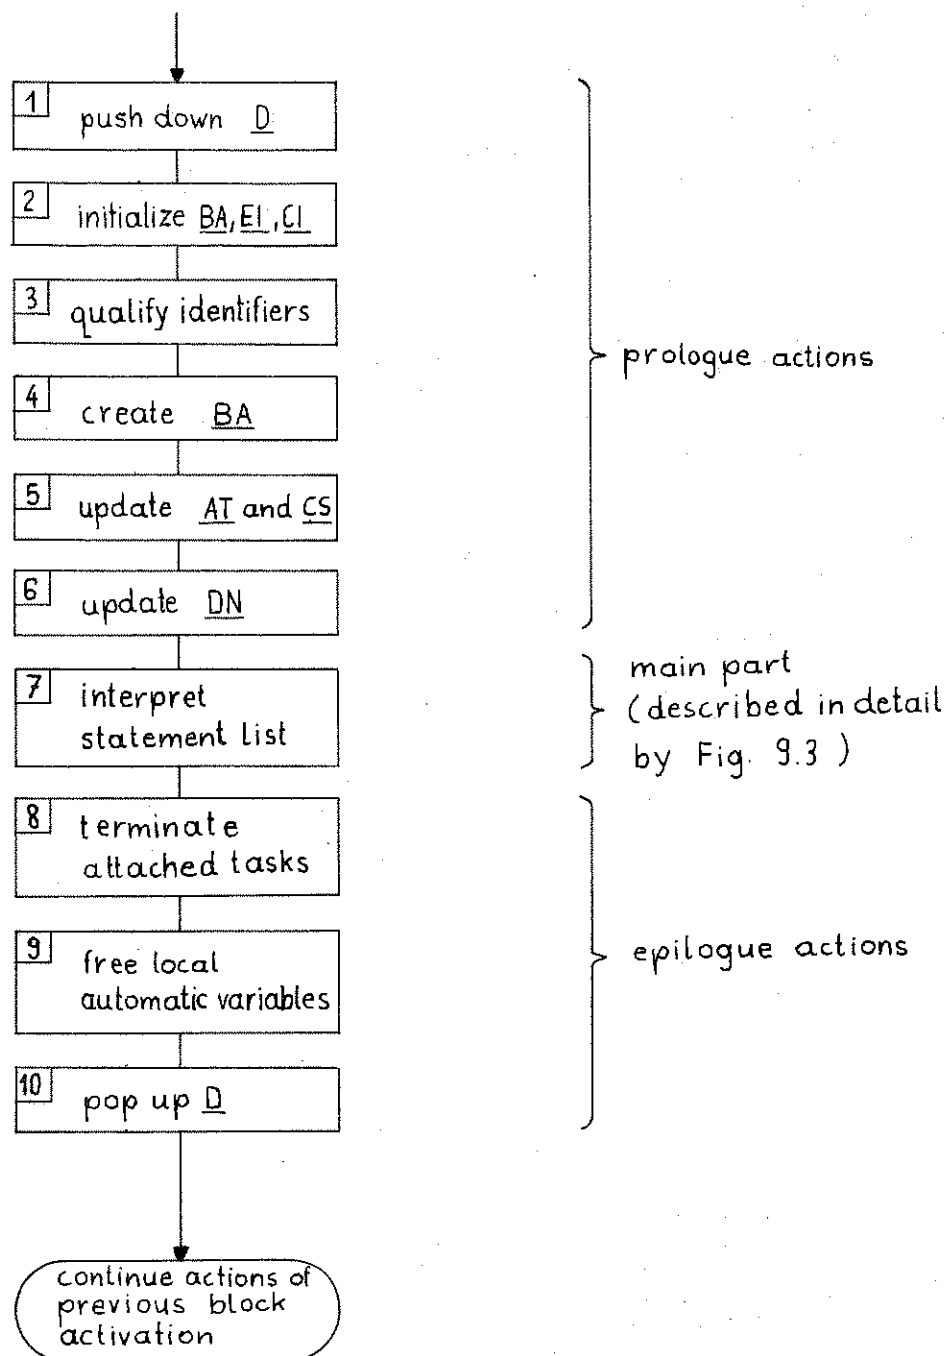 1
push down D
2
initialize BA, EI, CI
3
qualify identifiers
4
create BA
5
update AT and CS
6
update DN
prologue actions
7
interpret
statement list
main part
(described in detail
by Fig. 9.3 )
8
terminate
attached tasks
9
free local
automatic variables
10
pop up D
epilogue actions
continue actions of
previous block
activation